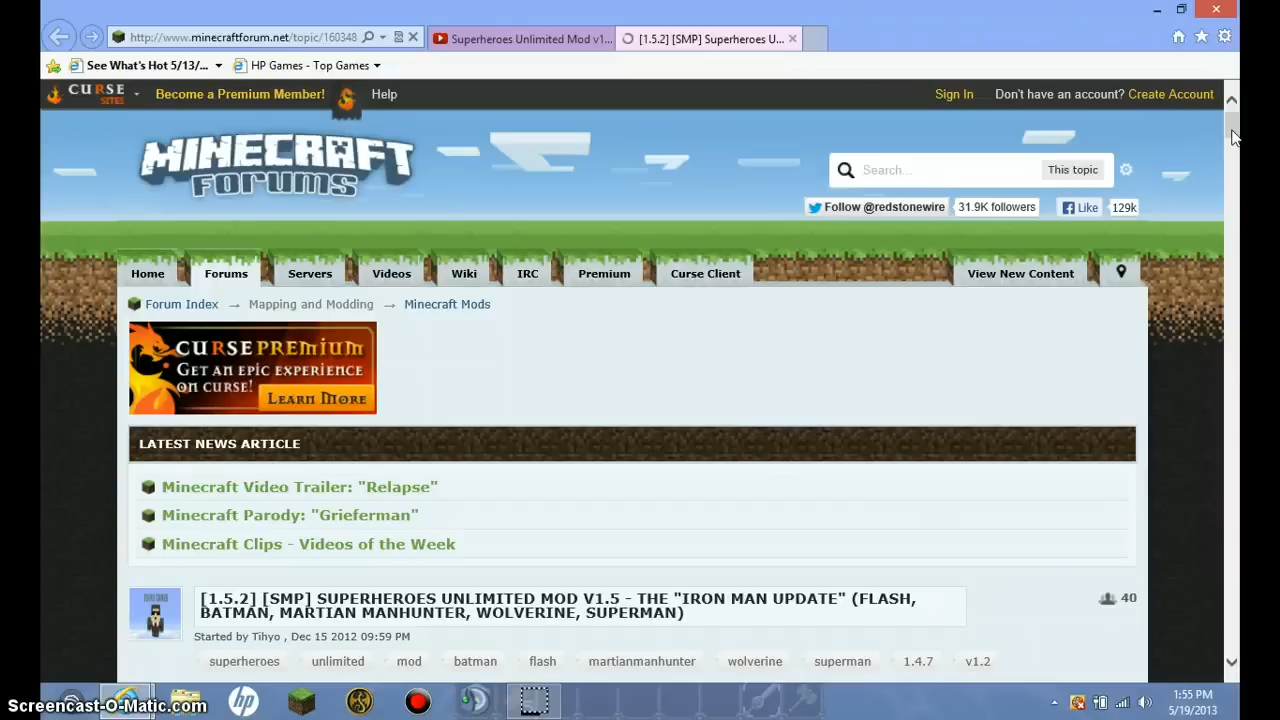 http://www.minecraftforum.net/topic/160348
Superheroes Unlimited Mod v1...
[1.5.2] [SMP] Superheroes U...
See What's Hot 5/13/...
HP Games - Top Games
CURSE SITES
Become a Premium Member!
Help
Sign In
Don't have an account? Create Account
MINECRAFT
FORUMS
Search...
This topic
Follow @redstonewire
31.9K followers
Like
129k
Home
Forums
Servers
Videos
Wiki
IRC
Premium
Curse Client
View New Content
Forum Index → Mapping and Modding → Minecraft Mods
CURSE PREMIUM
GET AN EPIC EXPERIENCE
ON CURSE!
LEARN MORE
LATEST NEWS ARTICLE
Minecraft Video Trailer: "Relapse"
Minecraft Parody: "Grieferman"
Minecraft Clips - Videos of the Week
[1.5.2] [SMP] SUPERHEROES UNLIMITED MOD V1.5 - THE "IRON MAN UPDATE" (FLASH,
BATMAN, MARTIAN MANHUNTER, WOLVERINE, SUPERMAN)
40
Started by Tihyo , Dec 15 2012 09:59 PM
superheroes
unlimited
mod
batman
flash
martianmanhunter
wolverine
superman
1.4.7
v1.2
hp
1:55 PM
5/19/2013
Screencast-O-Matic.com